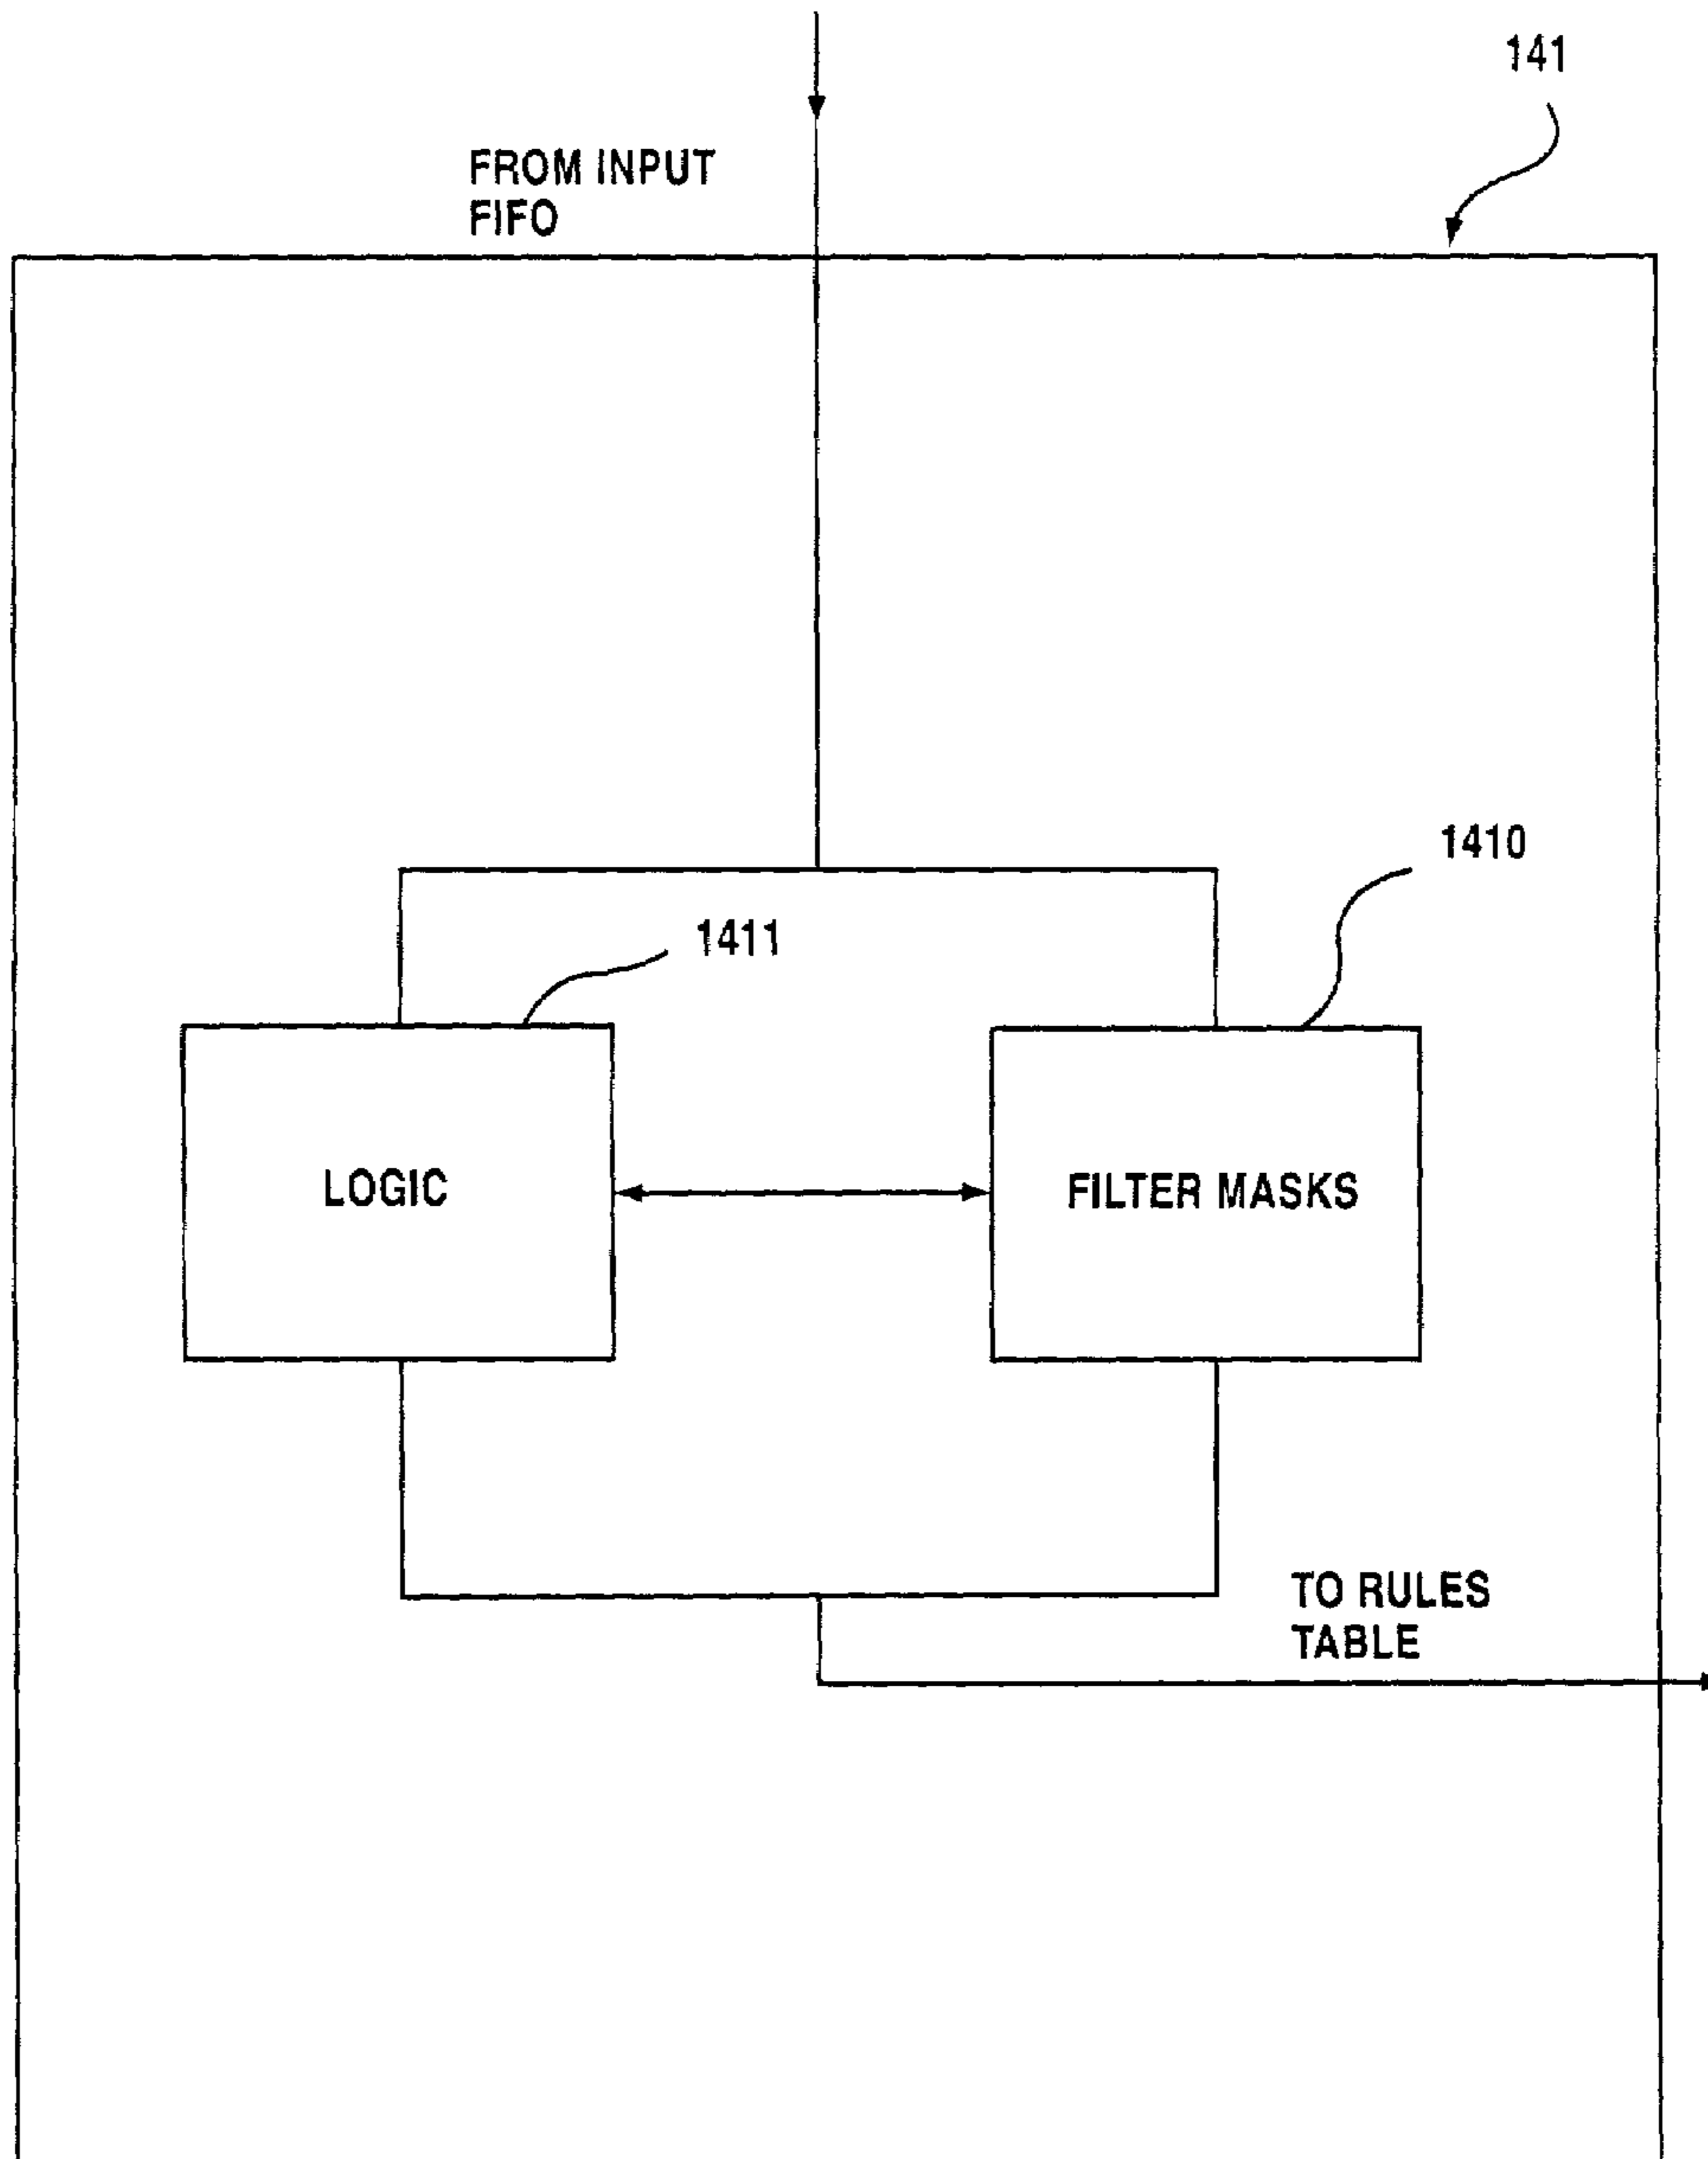 141
FROM INPUT
FIFO
1410
1411
LOGIC
FILTER MASKS
TO RULES
TABLE